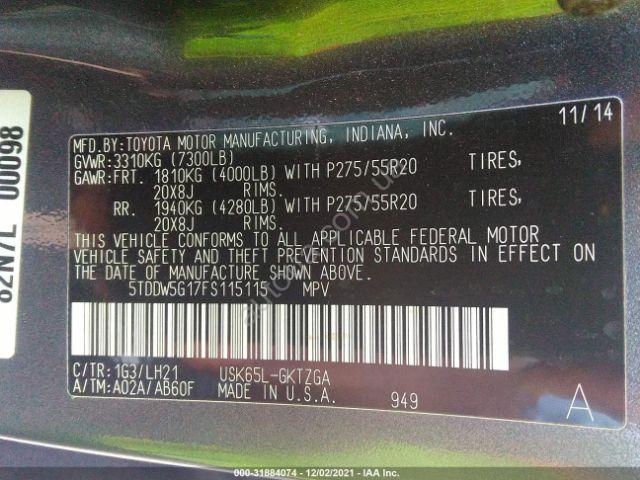 11/14
MFD.BY:TOYOTA MOTOR MANUFACTURING, INDIANA, INC.
GVWR:3310KG (7300LB)
GAWR:FRT. 1810KG (4000LB) WITH P275/55R20 TIRES,
20X8J RIMS.
RR. 1940KG (4280LB) WITH P275/55R20 TIRES,
20X8J RIMS.
THIS VEHICLE CONFORMS TO ALL APPLICABLE FEDERAL MOTOR
VEHICLE SAFETY AND THEFT PREVENTION STANDARDS IN EFFECT ON THE
DATE OF MANUFACTURE SHOWN ABOVE.
5TDDW5G17FS115115 MPV
C/TR:1G3/LH21 USK65L-GKTZGA
A/TM:A02A/AB60F MADE IN U.S.A. 949
A
82N7L 00098
000-31884074 • 12/02/2021 • IAA Inc.